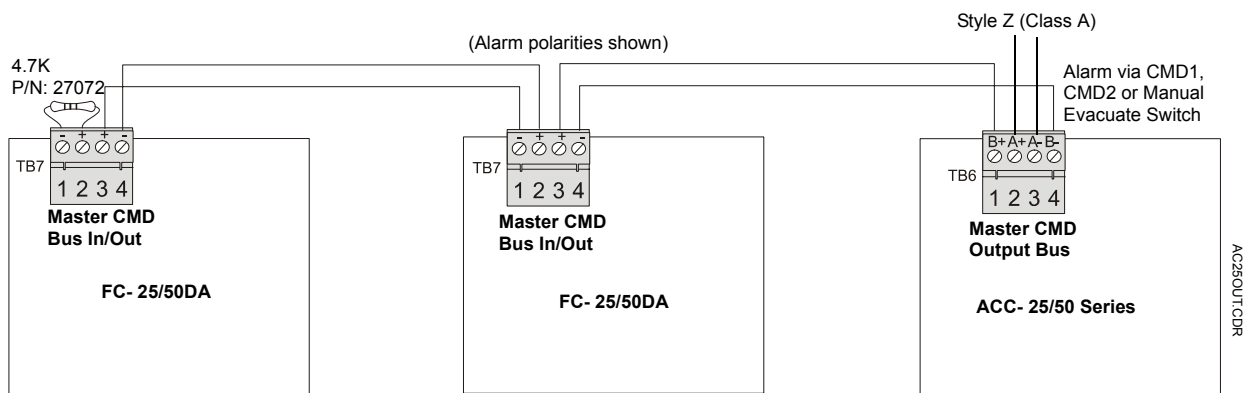 Style Z (Class A)
(Alarm polarities shown)
4.7K
P/N: 27072
Alarm via CMD1,
CMD2 or Manual
Evacuate Switch
- + + -
TB7
1 2 3 4
Master CMD
Bus In/Out
FC- 25/50DA
- + + -
TB7
1 2 3 4
Master CMD
Bus In/Out
FC- 25/50DA
B+ A+ A- B-
TB6
1 2 3 4
Master CMD
Output Bus
ACC- 25/50 Series
AC25OUT.CDR